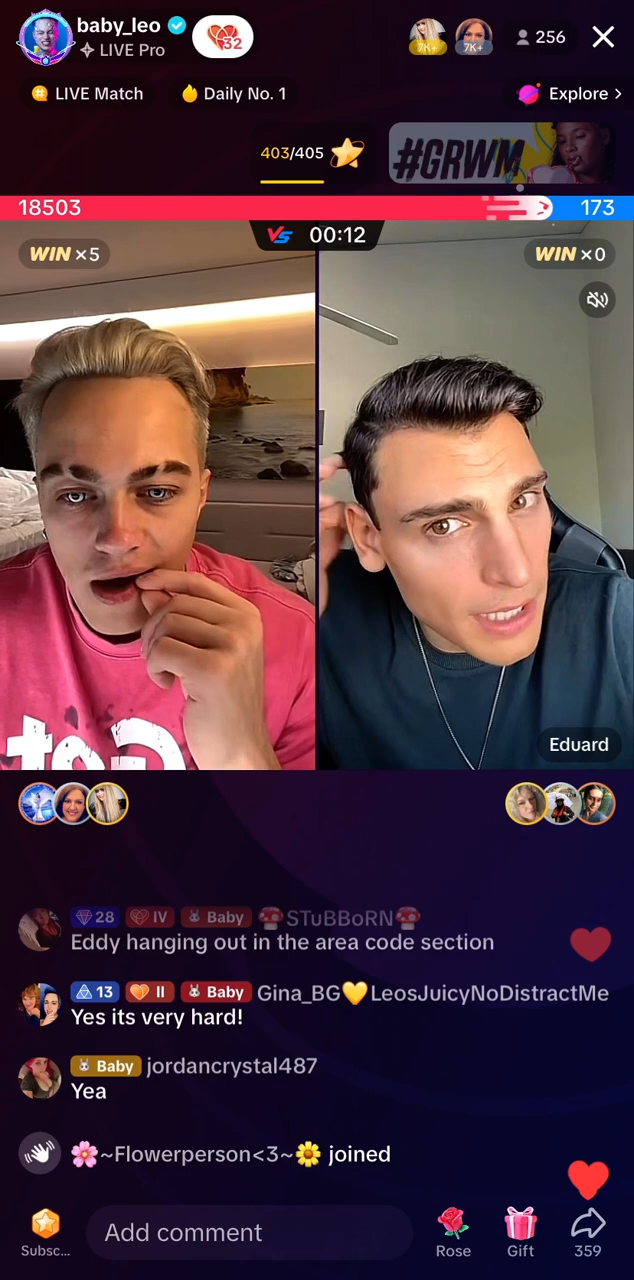 baby_leo
LIVE Pro
32
7K+
7K+
256
LIVE Match
Daily No. 1
Explore >
403/405
#GRWM
18503
173
VS 00:12
WIN ×5
WIN ×0
Eduard
28 IV Baby STuBBoRN
Eddy hanging out in the area code section
13 II Baby Gina_BG💛LeosJuicyNoDistractMe
Yes its very hard!
Baby jordancrystal487
Yea
🌸~Flowerperson<3~🌼 joined
Add comment
Subsc...
Rose
Gift
359